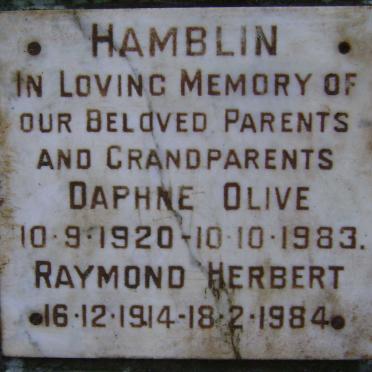 HAMBLIN
IN LOVING MEMORY OF
OUR BELOVED PARENTS
AND GRANDPARENTS
DAPHNE OLIVE
10·9·1920-10·10·1983.
RAYMOND HERBERT
16·12·1914-18·2·1984